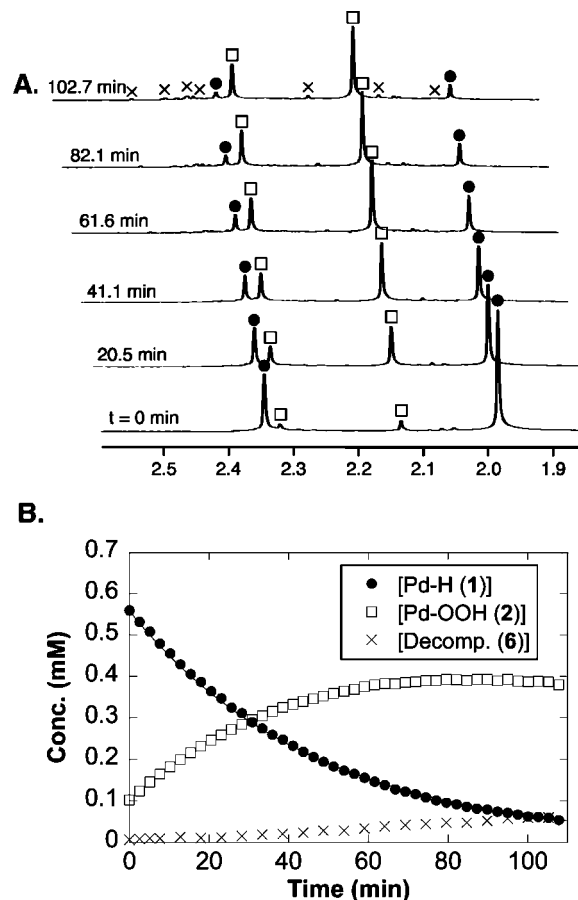 A.
102.7 min
82.1 min
61.6 min
41.1 min
20.5 min
t = 0 min
2.5 2.4 2.3 2.2 2.1 2.0 1.9
B.
0.7
0.6
0.5
0.4
0.3
0.2
0.1
0
[Pd-H (1)]
[Pd-OOH (2)]
[Decomp. (6)]
Conc. (mM)
0 20 40 60 80 100
Time (min)